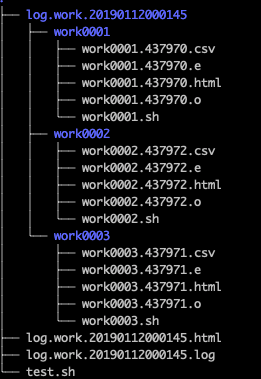 .
├── log.work.20190112000145
│   ├── work0001
│   │   ├── work0001.437970.csv
│   │   ├── work0001.437970.e
│   │   ├── work0001.437970.html
│   │   ├── work0001.437970.o
│   │   └── work0001.sh
│   ├── work0002
│   │   ├── work0002.437972.csv
│   │   ├── work0002.437972.e
│   │   ├── work0002.437972.html
│   │   ├── work0002.437972.o
│   │   └── work0002.sh
│   └── work0003
│       ├── work0003.437971.csv
│       ├── work0003.437971.e
│       ├── work0003.437971.html
│       ├── work0003.437971.o
│       └── work0003.sh
├── log.work.20190112000145.html
├── log.work.20190112000145.log
└── test.sh